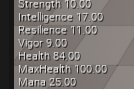 Strength 10.00
Intelligence 17.00
Resilience 11.00
Vigor 9.00
Health 84.00
MaxHealth 100.00
Mana 25.00